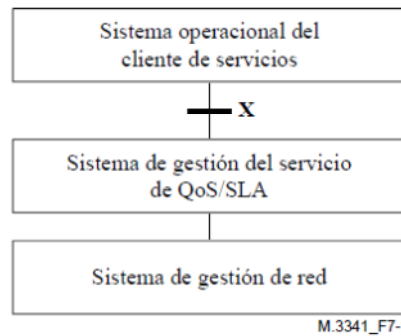 Sistema operacional del
cliente de servicios
X
Sistema de gestión del servicio
de QoS/SLA
Sistema de gestión de red
M.3341_F7-